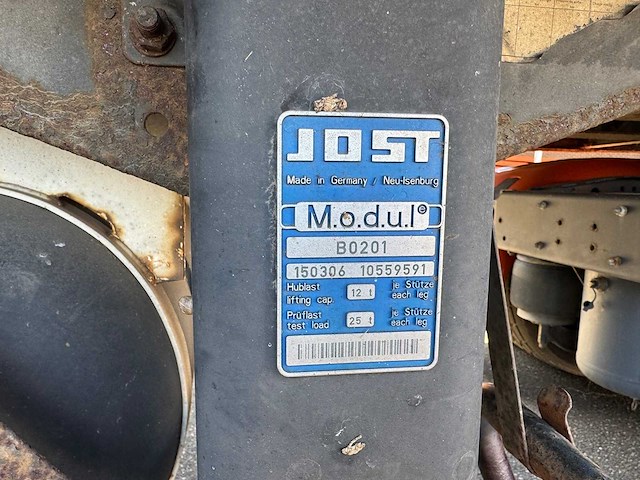 JOST
Made in Germany / Neu-Isenburg
M.o.d.u.l®
B0201
150306 10559591
Hublast 12 t je Stütze
lifting cap. each leg
Prüflast 25 t je Stütze
test load each leg